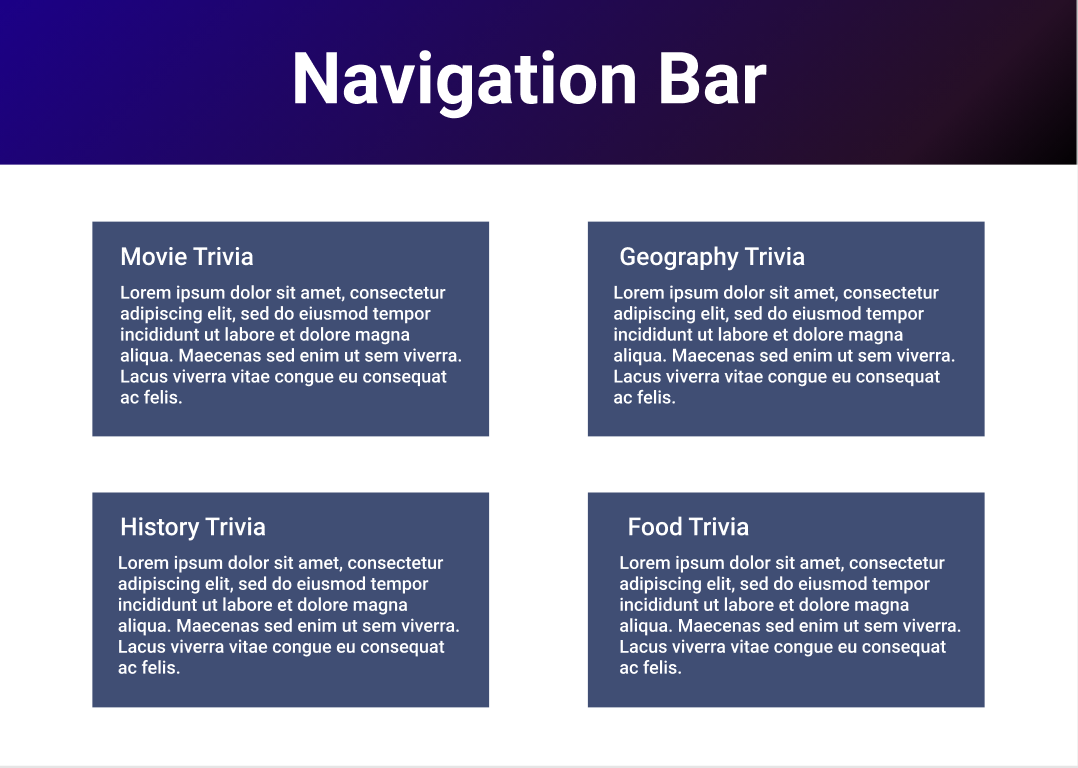 Navigation Bar
Movie Trivia
Lorem ipsum dolor sit amet, consectetur
adipiscing elit, sed do eiusmod tempor
incididunt ut labore et dolore magna
aliqua. Maecenas sed enim ut sem viverra.
Lacus viverra vitae congue eu consequat
ac felis.
Geography Trivia
Lorem ipsum dolor sit amet, consectetur
adipiscing elit, sed do eiusmod tempor
incididunt ut labore et dolore magna
aliqua. Maecenas sed enim ut sem viverra.
Lacus viverra vitae congue eu consequat
ac felis.
History Trivia
Lorem ipsum dolor sit amet, consectetur
adipiscing elit, sed do eiusmod tempor
incididunt ut labore et dolore magna
aliqua. Maecenas sed enim ut sem viverra.
Lacus viverra vitae congue eu consequat
ac felis.
Food Trivia
Lorem ipsum dolor sit amet, consectetur
adipiscing elit, sed do eiusmod tempor
incididunt ut labore et dolore magna
aliqua. Maecenas sed enim ut sem viverra.
Lacus viverra vitae congue eu consequat
ac felis.